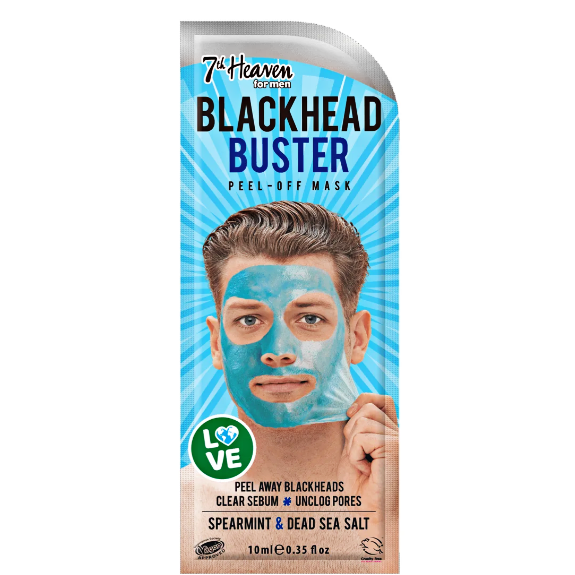 7th Heaven
for men
BLACKHEAD
BUSTER
PEEL-OFF MASK
LOVE
PEEL AWAY BLACKHEADS
CLEAR SEBUM * UNCLOG PORES
SPEARMINT & DEAD SEA SALT
10ml e 0.35 fl oz